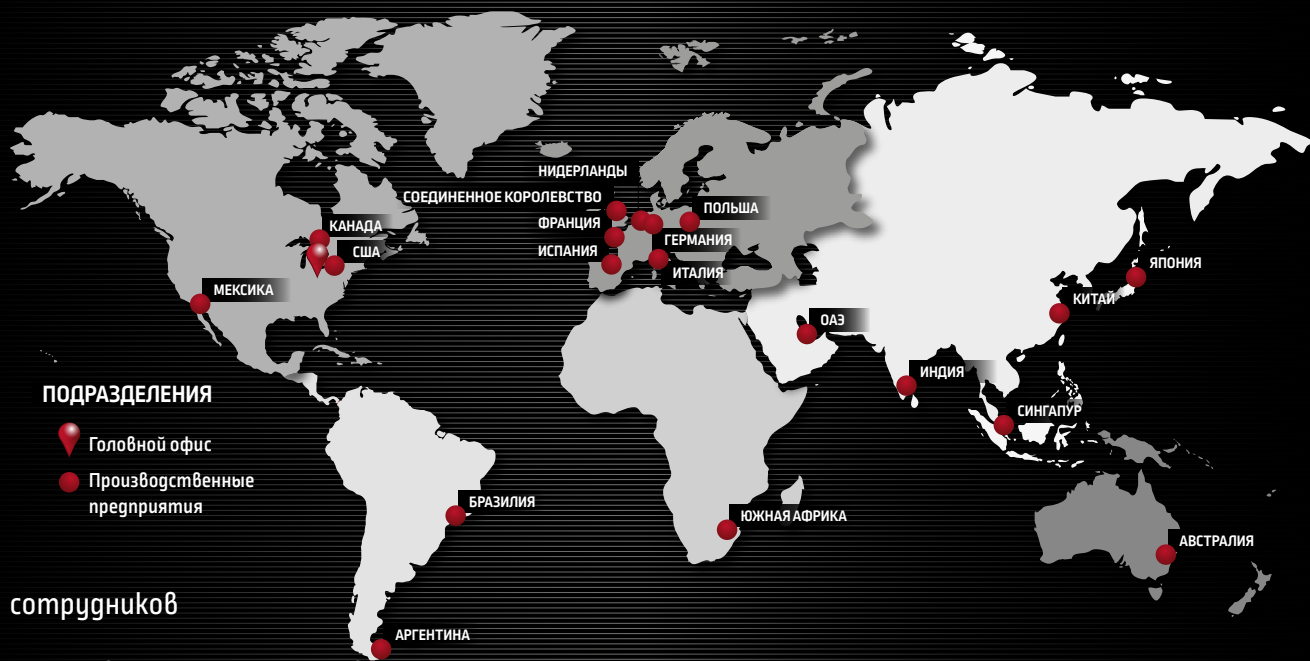 НИДЕРЛАНДЫ
СОЕДИНЕННОЕ КОРОЛЕВСТВО
ПОЛЬША
ФРАНЦИЯ
КАНАДА
ГЕРМАНИЯ
ИСПАНИЯ
США
ИТАЛИЯ
ЯПОНИЯ
МЕКСИКА
КИТАЙ
ОАЭ
ИНДИЯ
СИНГАПУР
ПОДРАЗДЕЛЕНИЯ
Головной офис
Производственные
предприятия
БРАЗИЛИЯ
ЮЖНАЯ АФРИКА
АВСТРАЛИЯ
сотрудников
АРГЕНТИНА